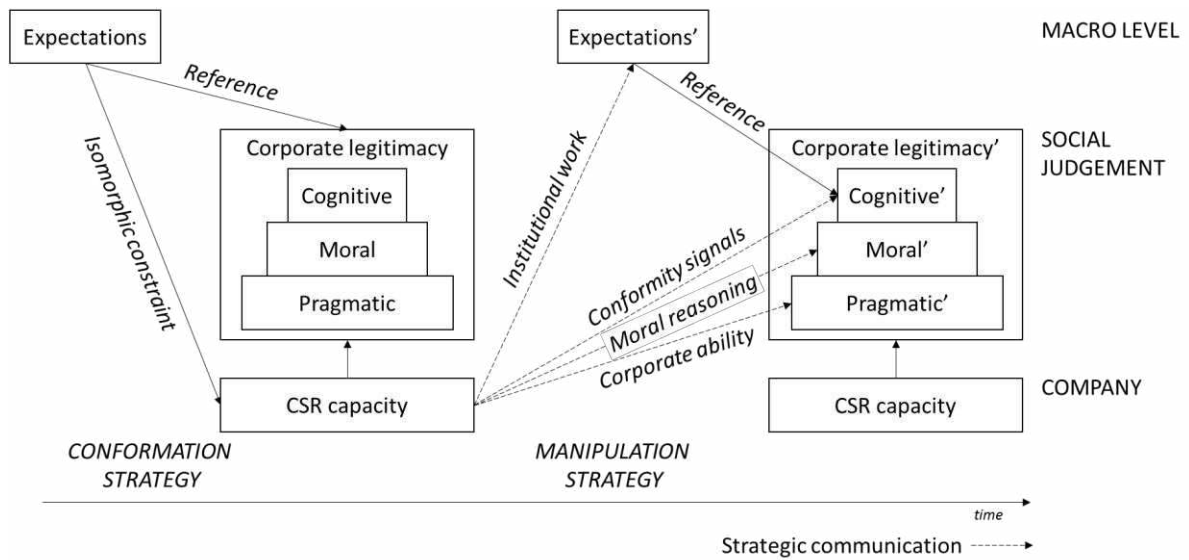 Expectations
Expectations’
MACRO LEVEL
Reference
Reference
Isomorphic constraint
Institutional work
Corporate legitimacy
Cognitive
Moral
Pragmatic
Corporate legitimacy’
Cognitive’
Moral’
Pragmatic’
SOCIAL
JUDGEMENT
Conformity signals
Moral reasoning
Corporate ability
CSR capacity
CSR capacity
COMPANY
CONFORMATION
STRATEGY
MANIPULATION
STRATEGY
time
Strategic communication